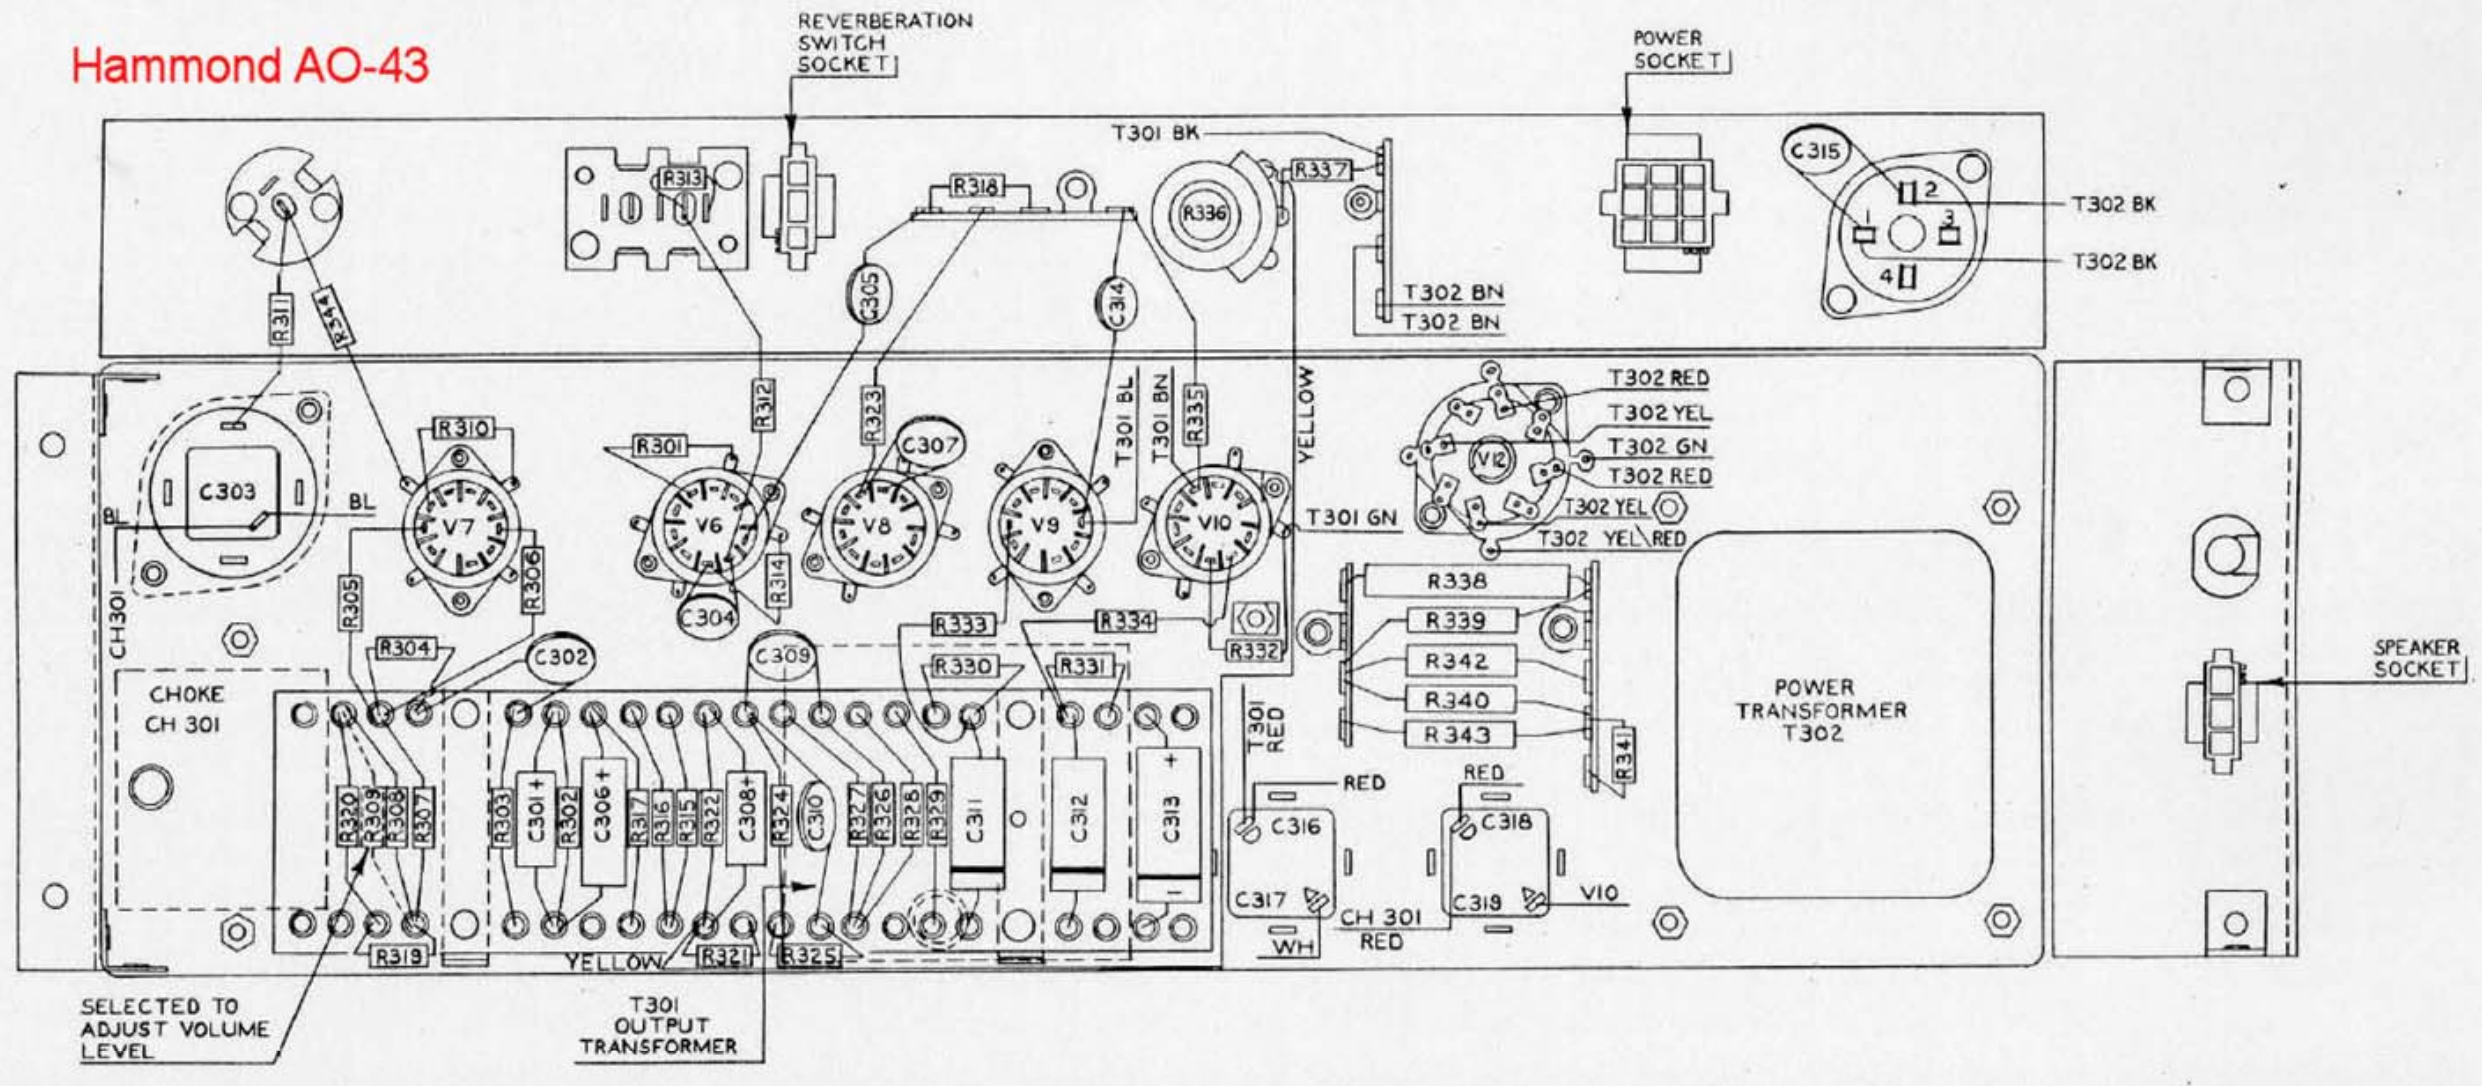 Hammond AO-43
REVERBERATION
SWITCH
SOCKET
POWER
SOCKET
T301 BK
R313
R318
R336
R337
C315
2
1
3
4
T302 BK
T302 BK
R311
R344
C305
C314
T302 BN
T302 BN
R312
R323
R335
T301 BL
T301 BN
YELLOW
T302 RED
T302 YEL
T302 GN
T302 RED
T302 YEL
T302 YEL\RED
V12
R310
R301
C307
C303
BL
BL
V7
V6
V8
V9
V10
T301 GN
CH301
R305
R306
R314
C304
R304
C302
C309
R333
R334
R332
R330
R331
R338
R339
R342
R340
R343
R341
CHOKE
CH 301
POWER
TRANSFORMER
T302
SPEAKER
SOCKET
T301
RED
RED
RED
R320
R309
R308
R307
R303
C301+
R302
C306+
R317
R316
R315
R322
C308+
R324
C310
R327
R326
R328
R329
C311
C312
C313
+
−
C316
C317
C318
C319
V10
WH
CH 301
RED
R319
YELLOW
R321
R325
SELECTED TO
ADJUST VOLUME
LEVEL
T301
OUTPUT
TRANSFORMER